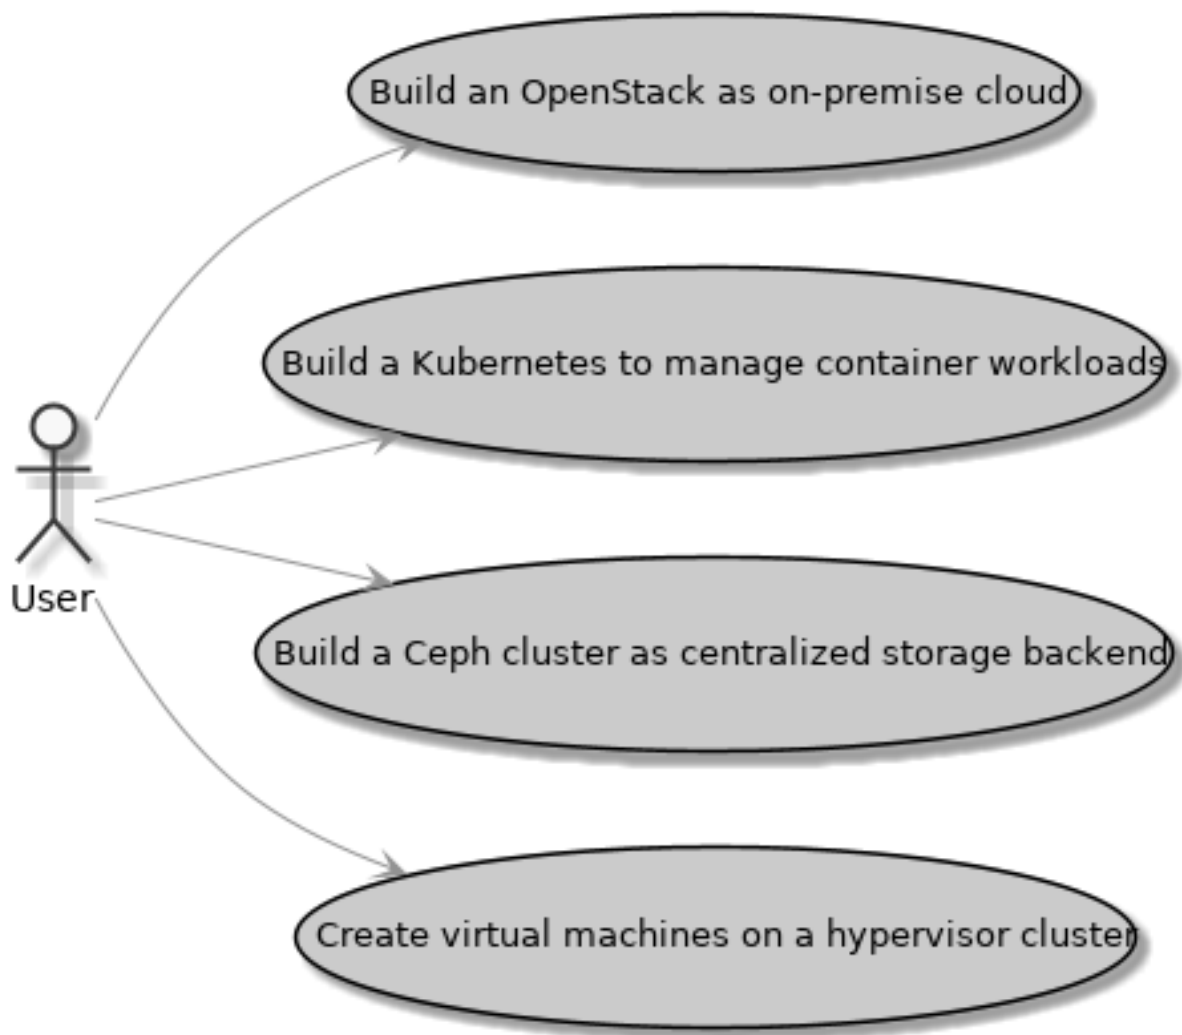 Build an OpenStack as on-premise cloud
Build a Kubernetes to manage container workloads
User
Build a Ceph cluster as centralized storage backend
Create virtual machines on a hypervisor cluster